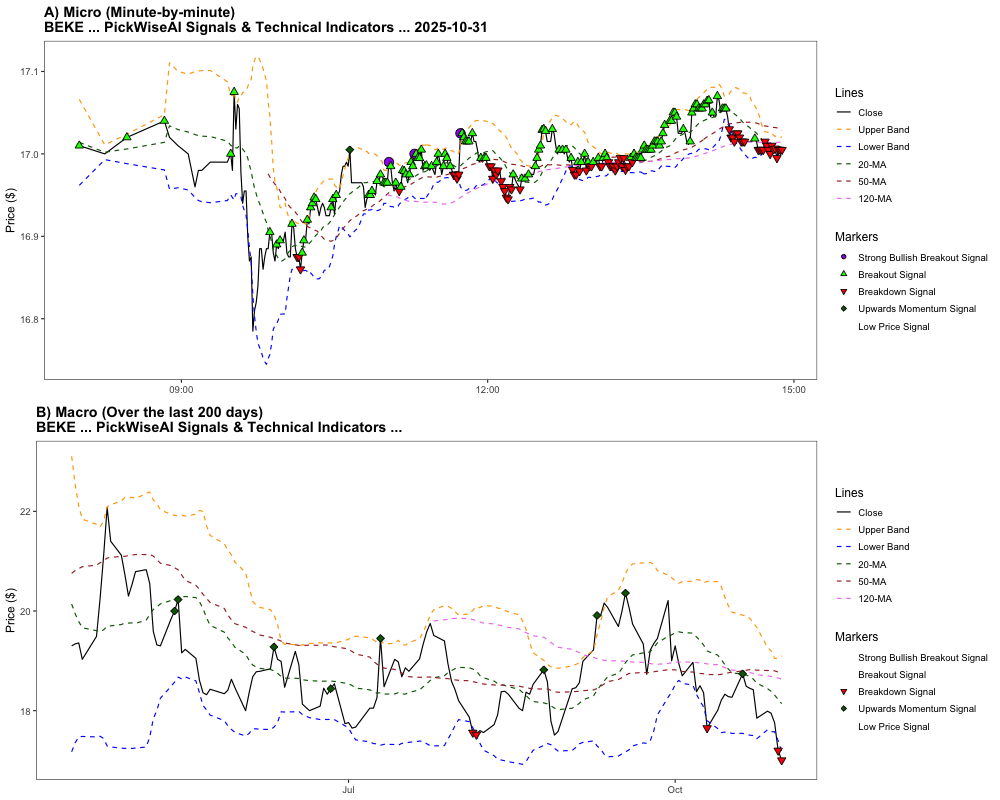 A) Micro (Minute-by-minute)
BEKE ... PickWiseAI Signals & Technical Indicators ... 2025-10-31
Price ($)
17.1
17.0
16.9
16.8
09:00
12:00
15:00
Lines
Close
Upper Band
Lower Band
20-MA
50-MA
120-MA
Markers
Strong Bullish Breakout Signal
Breakout Signal
Breakdown Signal
Upwards Momentum Signal
Low Price Signal
B) Macro (Over the last 200 days)
BEKE ... PickWiseAI Signals & Technical Indicators ...
Price ($)
22
20
18
Jul
Oct
Lines
Close
Upper Band
Lower Band
20-MA
50-MA
120-MA
Markers
Strong Bullish Breakout Signal
Breakout Signal
Breakdown Signal
Upwards Momentum Signal
Low Price Signal